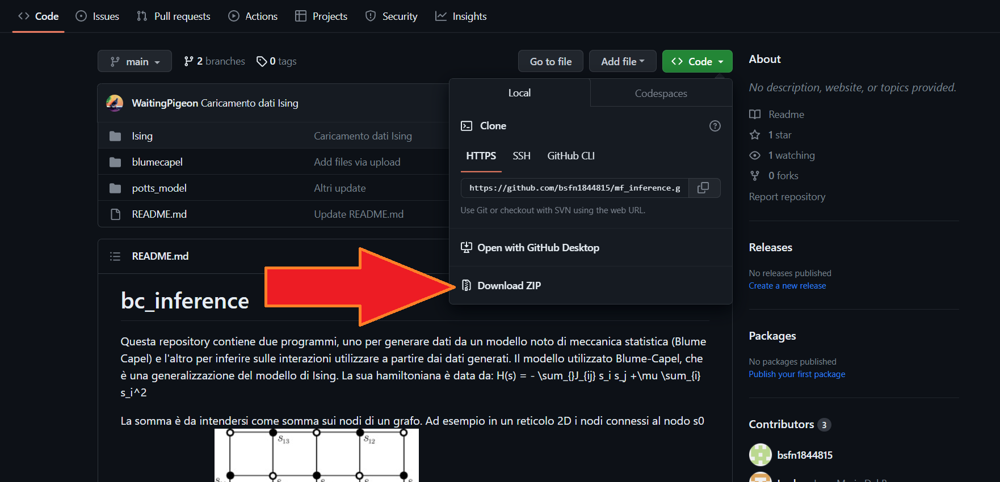 Code Issues Pull requests Actions Projects Security Insights
main 2 branches 0 tags Go to file Add file Code
WaitingPigeon Caricamento dati Ising
Ising Caricamento dati Ising
blumecapel Add files via upload
potts_model Altri update
README.md Update README.md
Local Codespaces
Clone
HTTPS SSH GitHub CLI
https://github.com/bsfn1844815/mf_inference.g
Use Git or checkout with SVN using the web URL.
Open with GitHub Desktop
Download ZIP
README.md
bc_inference
Questa repository contiene due programmi, uno per generare dati da un modello noto di meccanica statistica (Blume
Capel) e l'altro per inferire sulle interazioni utilizzare a partire dai dati generati. Il modello utilizzato Blume-Capel, che
è una generalizzazione del modello di Ising. La sua hamiltoniana è data da: H(s) = - \sum_{}J_{ij} s_i s_j +\mu \sum_{i}
s_i^2
La somma è da intendersi come somma sui nodi di un grafo. Ad esempio in un reticolo 2D i nodi connessi al nodo s0
s13 s12
About
No description, website, or topics provided.
Readme
1 star
1 watching
0 forks
Report repository
Releases
No releases published
Create a new release
Packages
No packages published
Publish your first package
Contributors 3
bsfn1844815